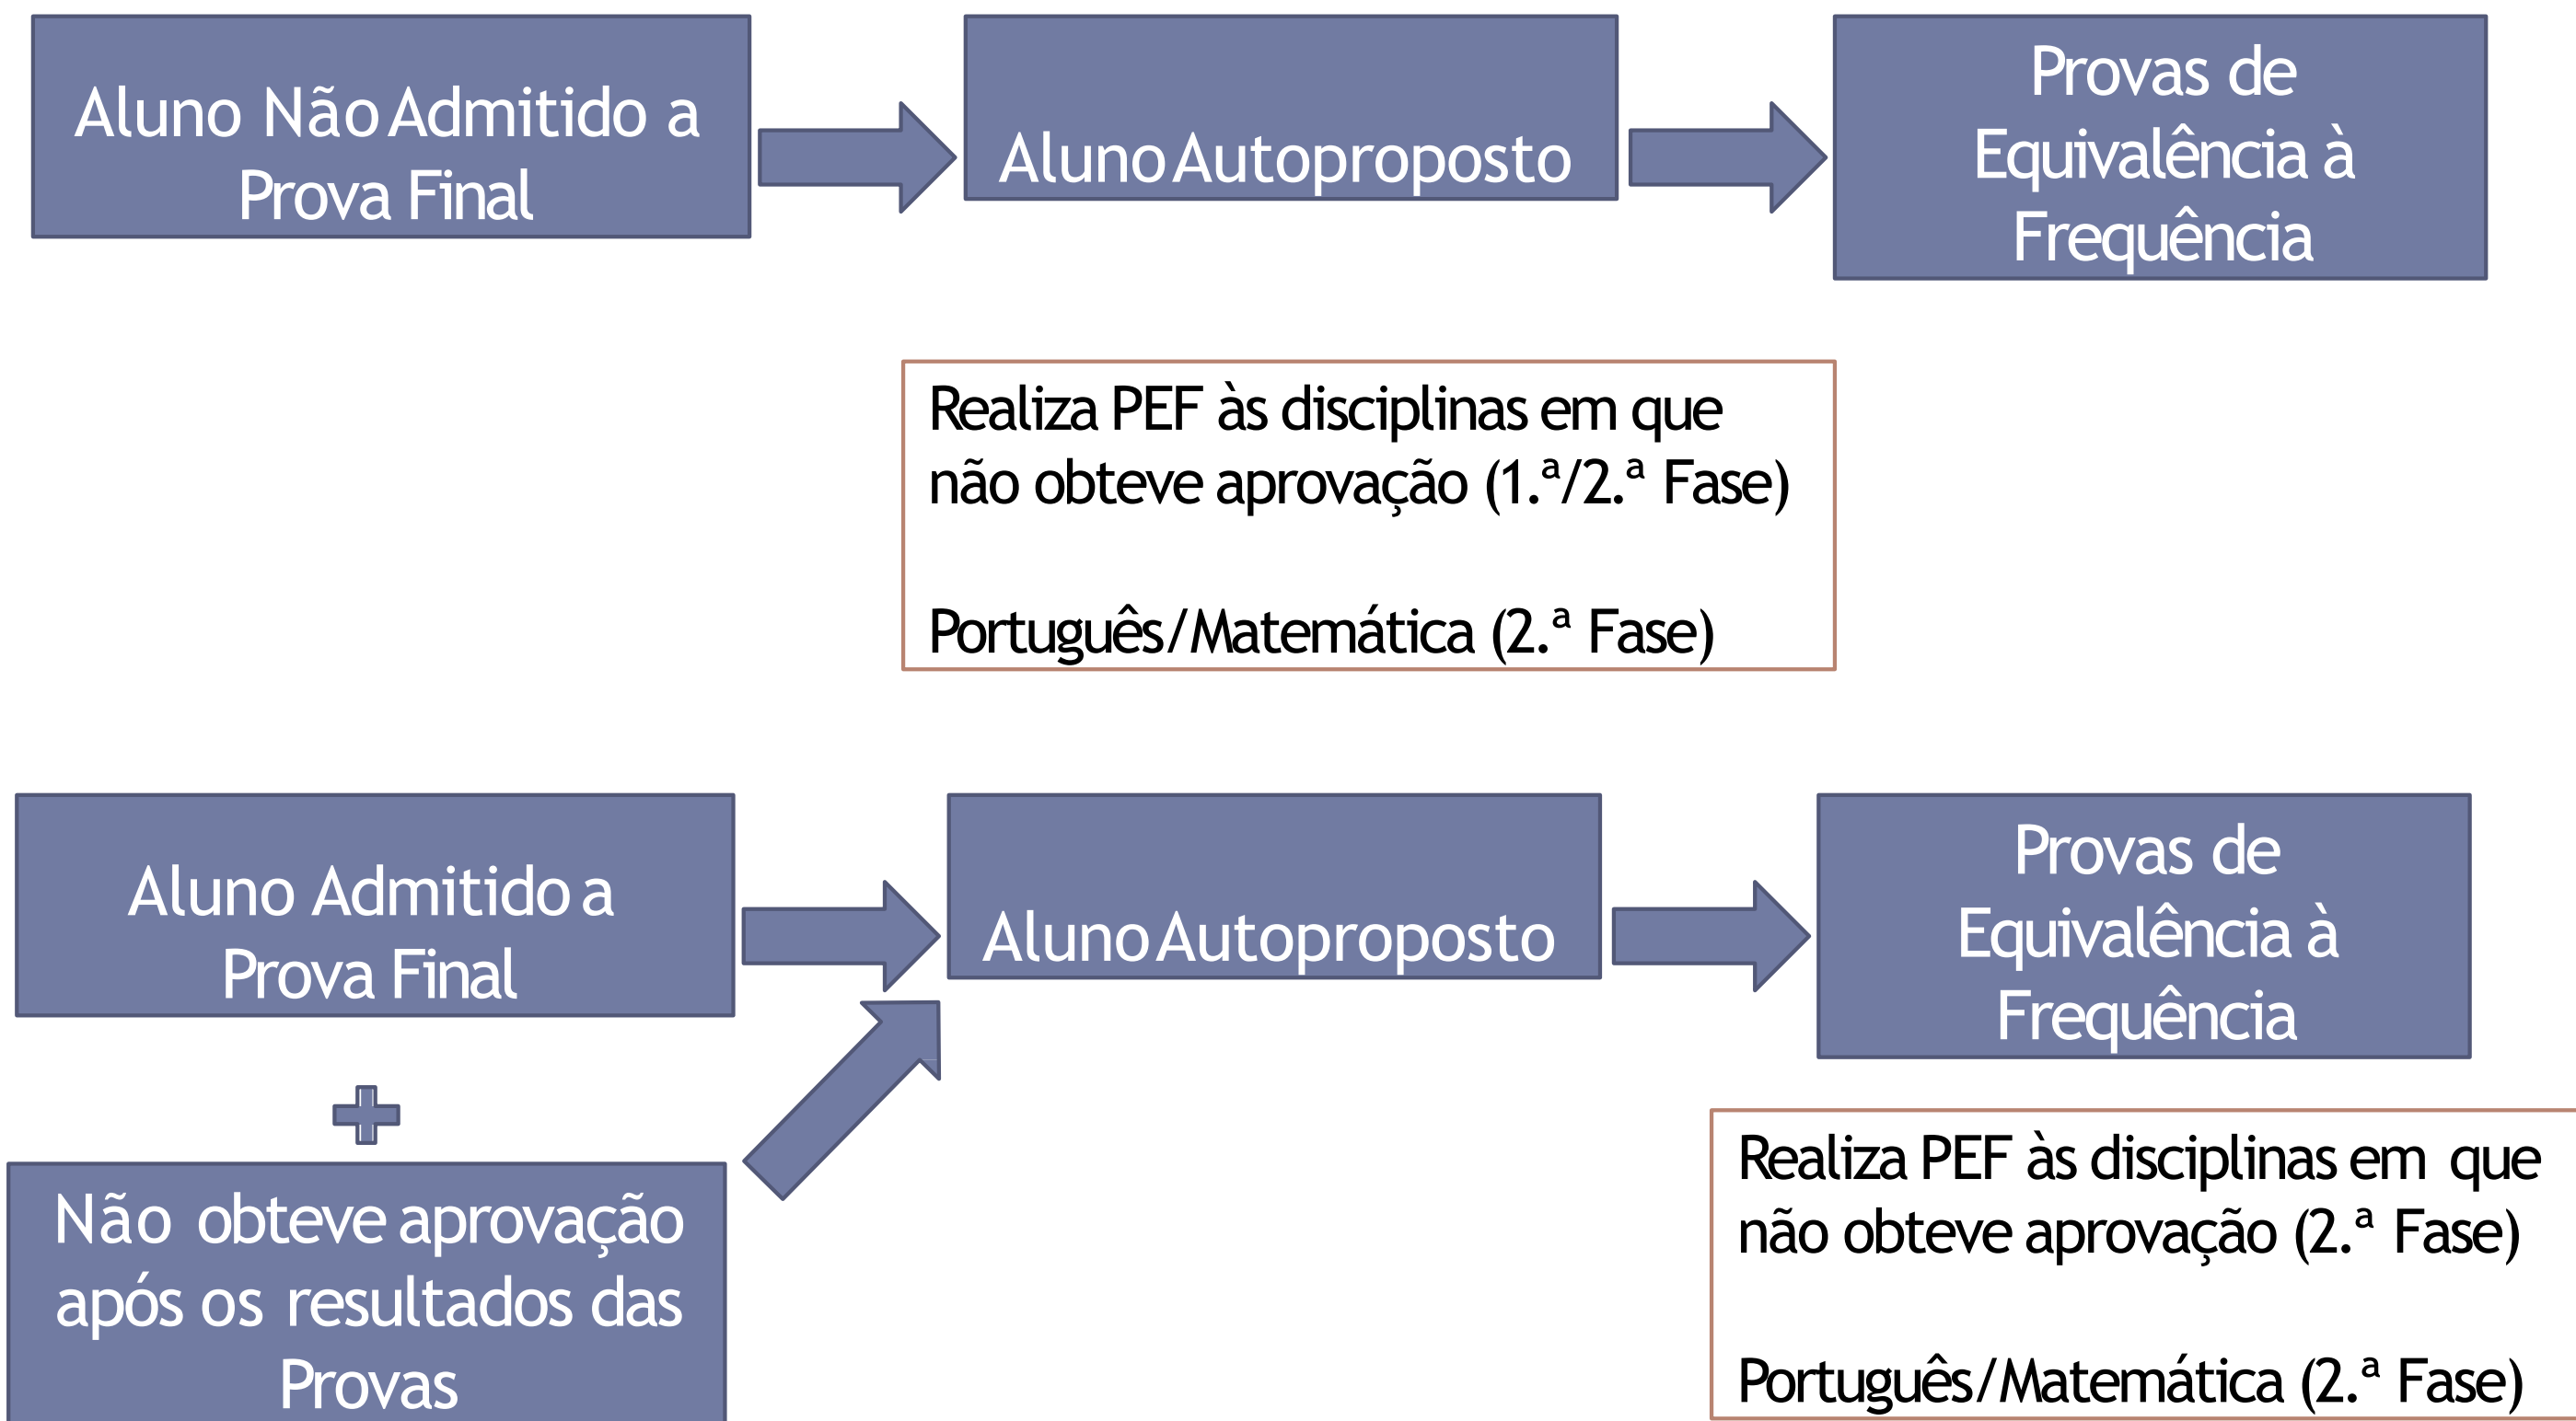 Aluno Não Admitido a
Prova Final
Aluno Autoproposto
Provas de
Equivalência à
Frequência
Realiza PEF às disciplinas em que
não obteve aprovação (1.ª/2.ª Fase)
Português/Matemática (2.ª Fase)
Aluno Admitido a
Prova Final
Aluno Autoproposto
Provas de
Equivalência à
Frequência
Não obteve aprovação
após os resultados das
Provas
Realiza PEF às disciplinas em que
não obteve aprovação (2.ª Fase)
Português/Matemática (2.ª Fase)